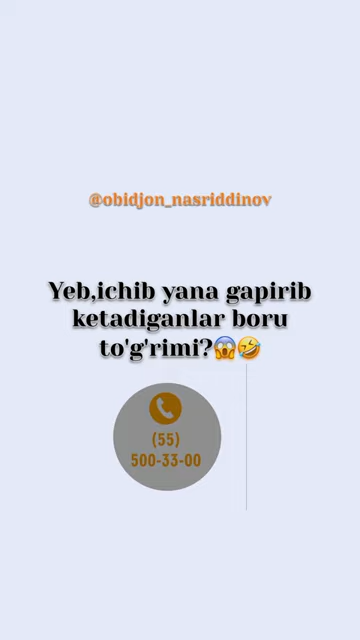 @obidjon_nasriddinov
Yeb,ichib yana gapirib
ketadiganlar boru
to'g'rimi?😱🤣
(55)
500-33-00